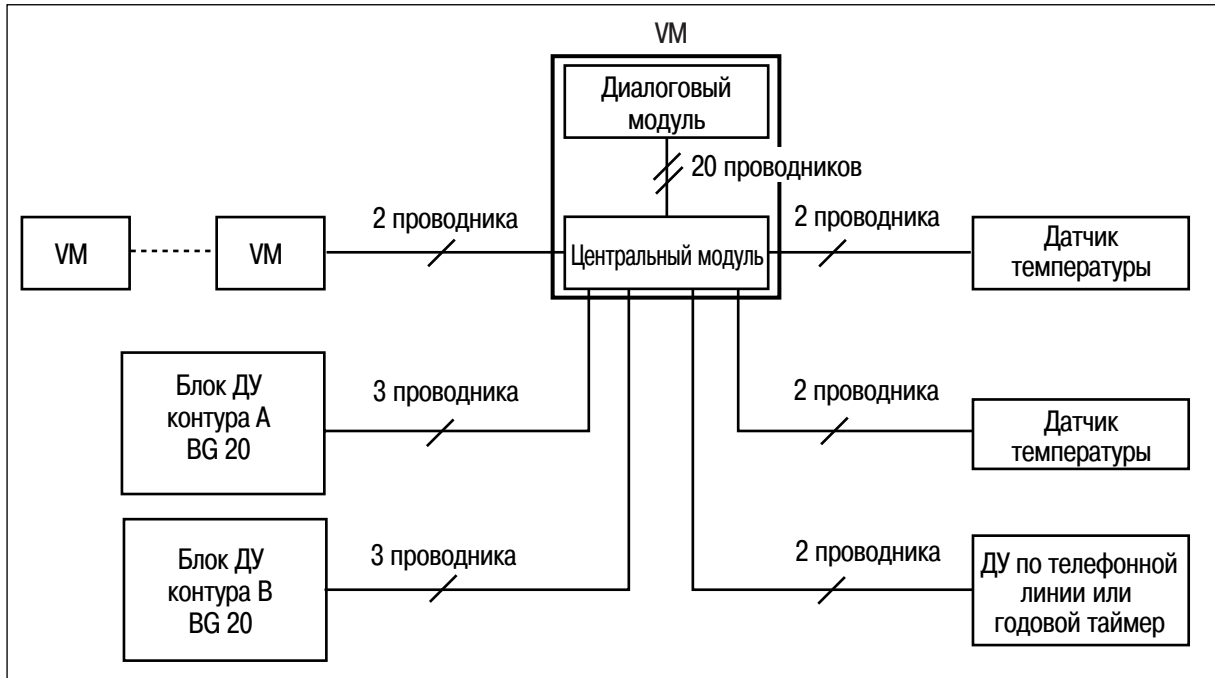 VM
Диалоговый
модуль
20 проводников
2 проводника
2 проводника
VM
VM
Центральный модуль
Датчик
температуры
Блок ДУ
контура А
BG 20
3 проводника
2 проводника
Датчик
температуры
Блок ДУ
контура В
BG 20
3 проводника
2 проводника
ДУ по телефонной
линии или
годовой таймер